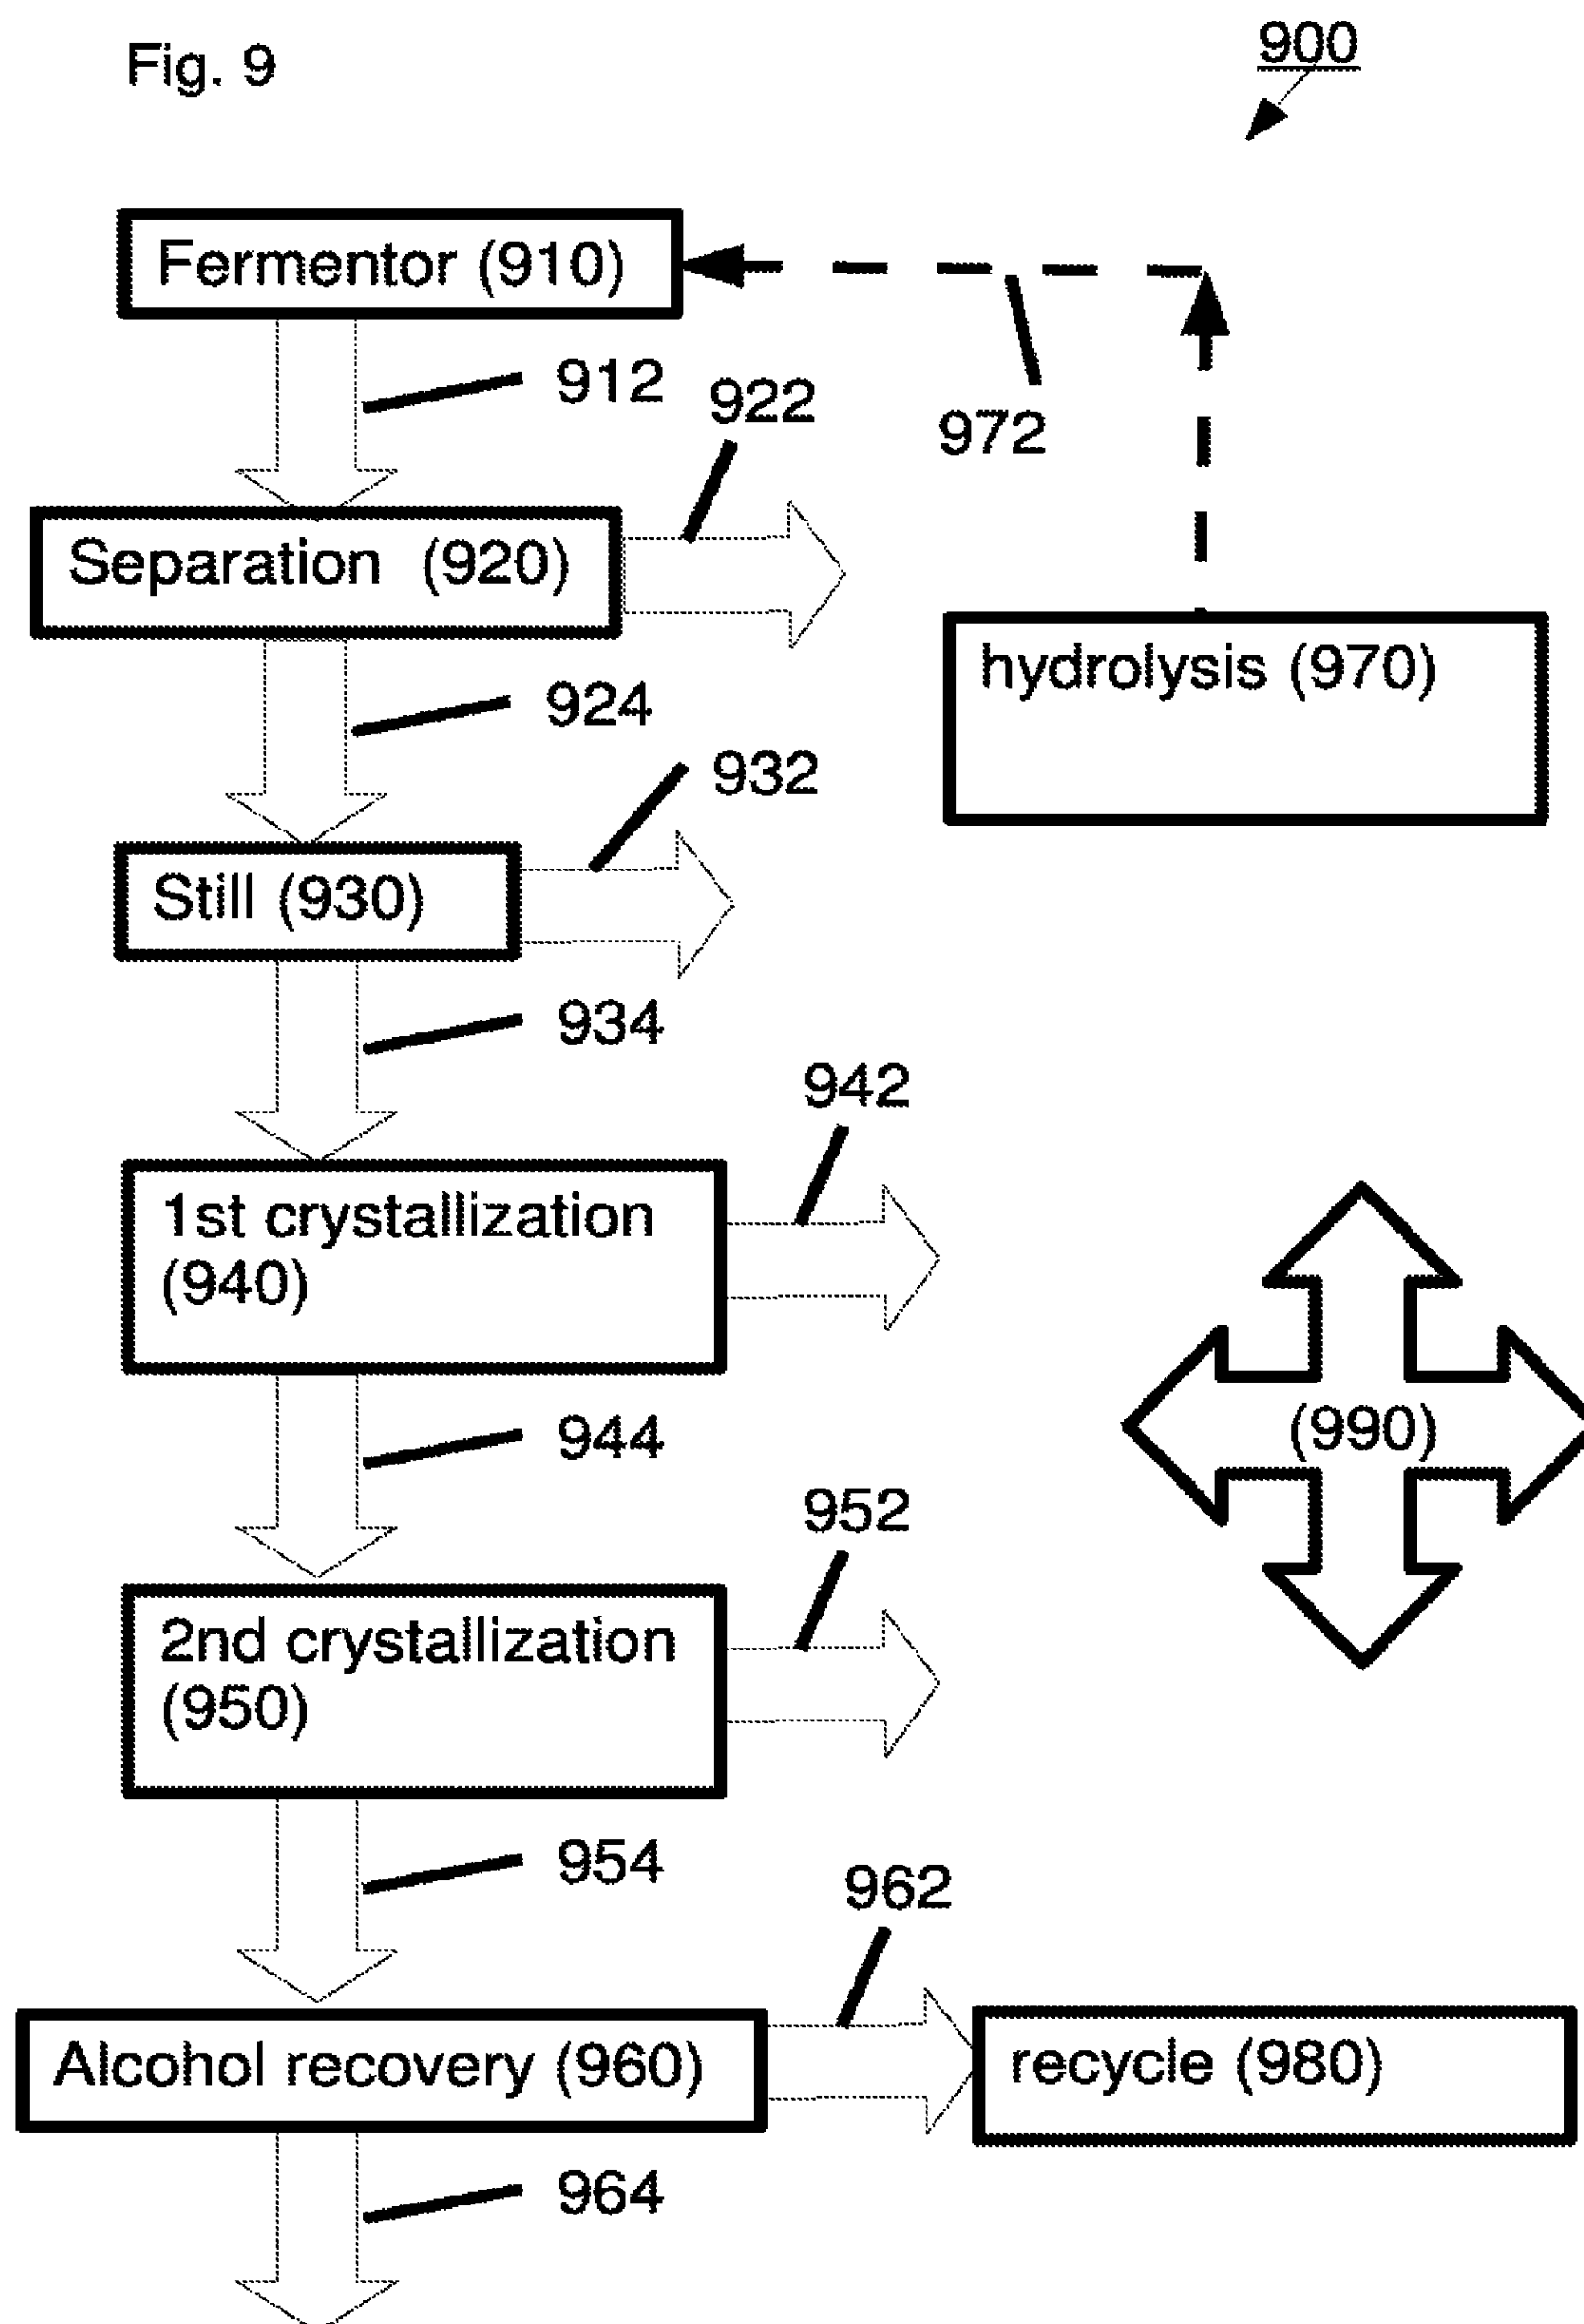 Fig. 9
900
Fermentor (910)
912
922
972
Separation (920)
hydrolysis (970)
924
932
Still (930)
934
942
1st crystallization
(940)
944
(990)
952
2nd crystallization
(950)
954
962
Alcohol recovery (960)
recycle (980)
964